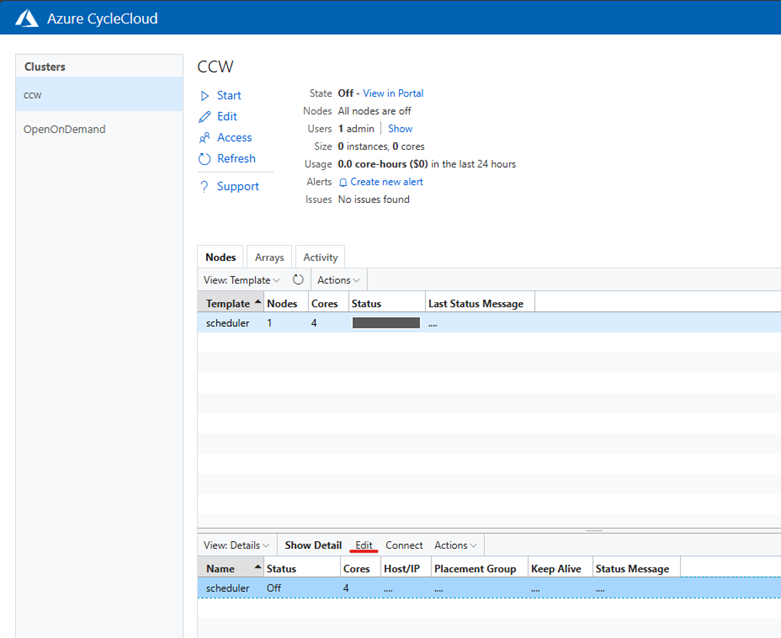 Azure CycleCloud
Clusters
ccw
OpenOnDemand
CCW
Start
Edit
Access
Refresh
Support
State Off - View in Portal
Nodes All nodes are off
Users 1 admin | Show
Size 0 instances, 0 cores
Usage 0.0 core-hours ($0) in the last 24 hours
Alerts Create new alert
Issues No issues found
Nodes Arrays Activity
View: Template Actions
Template Nodes Cores Status Last Status Message
scheduler 1 4 ....
View: Details Show Detail Edit Connect Actions
Name Status Cores Host/IP Placement Group Keep Alive Status Message
scheduler Off 4 .... .... .... ....